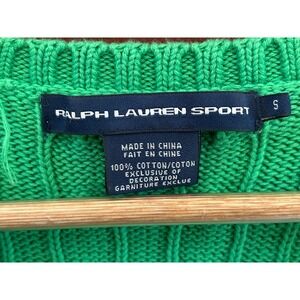 RALPH LAUREN SPORT
S
MADE IN CHINA
FAIT EN CHINE
100% COTTON/COTON
EXCLUSIVE OF
DECORATION
GARNITURE EXCLUE